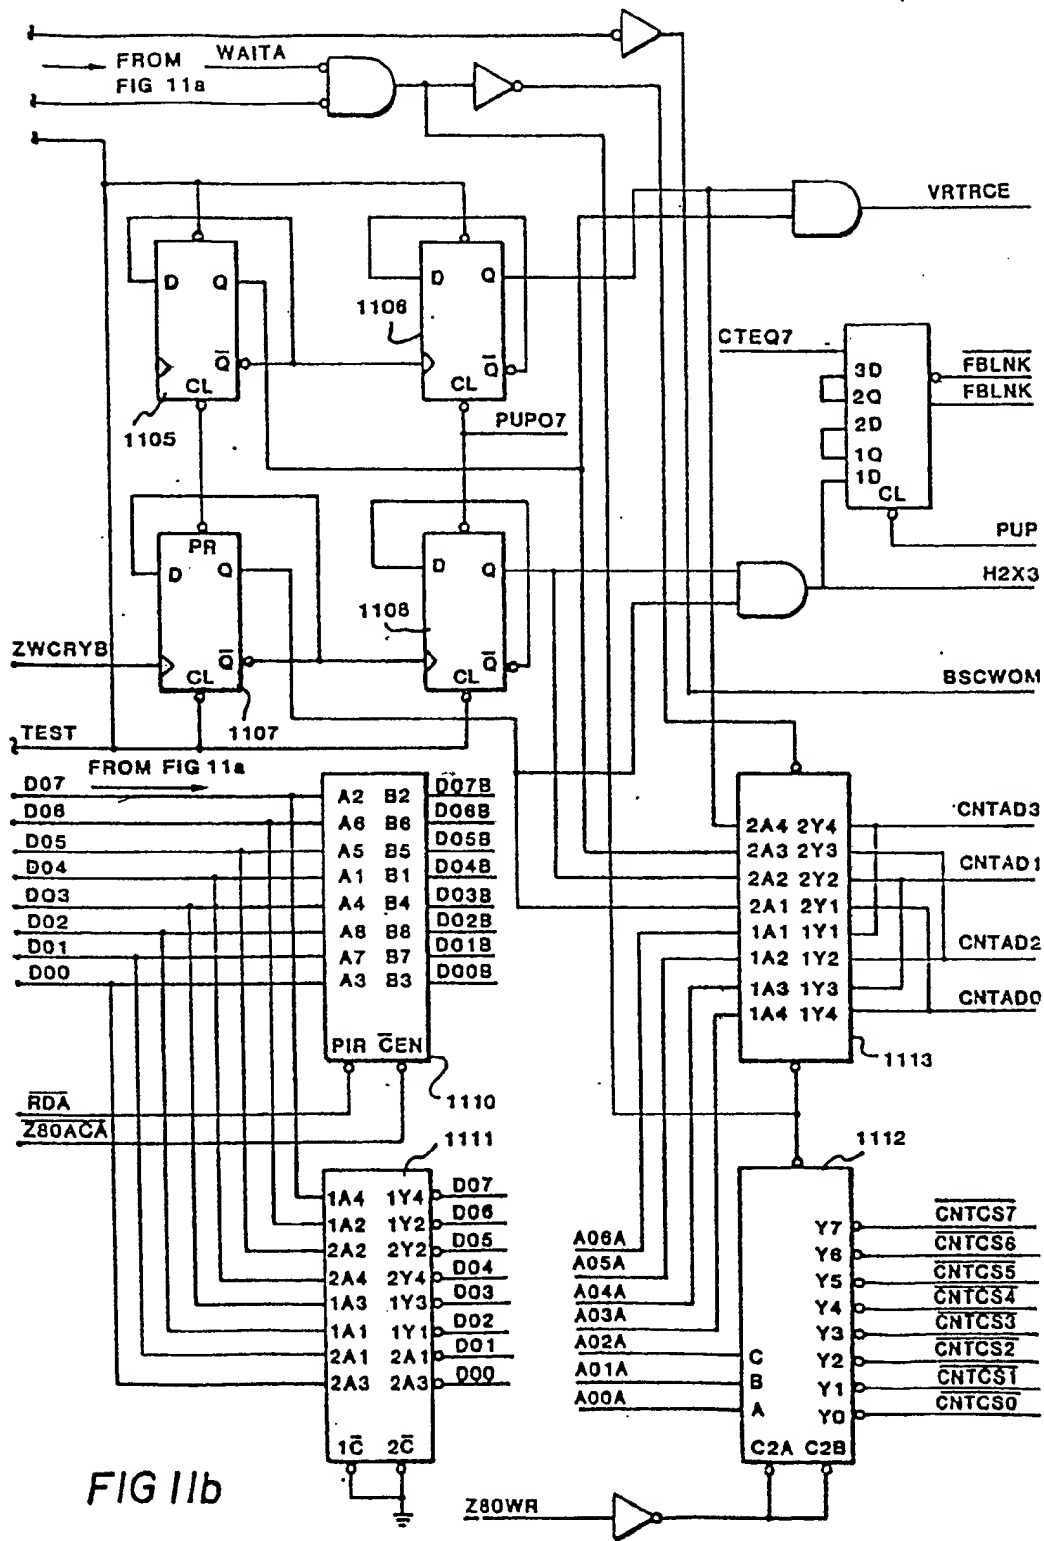 FROM WAITA
FIG 11a
VRTRCE
D Q
D Q
1106
CTEQ7
3D
FBLNK
2Q
FBLNK
2D
1Q
1D
CL
Q
Q
CL
CL
1105
PUPO7
PUP
PR
D Q
D Q
H2X3
1108
ZWCRYB
Q
Q
BSCWOM
CL
CL
1107
TEST
FROM FIG 11a
D07 A2 B2 D07B
D06 A6 B6 D06B
D05 A5 B5 D05B
D04 A1 B1 D04B
D03 A4 B4 D03B
D02 A8 B8 D02B
D01 A7 B7 D01B
D00 A3 B3 D00B
PIR CEN
1110
RDA
Z80ACA
2A4 2Y4 CNTAD3
2A3 2Y3
2A2 2Y2 CNTAD1
2A1 2Y1
1A1 1Y1
1A2 1Y2 CNTAD2
1A3 1Y3
1A4 1Y4 CNTAD0
1113
1111
1A4 1Y4 D07
1A2 1Y2 D06
2A2 2Y2 D05
2A4 2Y4 D04
1A3 1Y3 D03
1A1 1Y1 D02
2A1 2A1 D01
2A3 2A3 D00
1C 2C
1112
A06A
A05A
A04A
A03A
A02A C
A01A B
A00A A
Y7 CNTCS7
Y6 CNTCS6
Y5 CNTCS5
Y4 CNTCS4
Y3 CNTCS3
Y2 CNTCS2
Y1 CNTCS1
Y0 CNTCS0
C2A C2B
Z80WR
FIG 11b